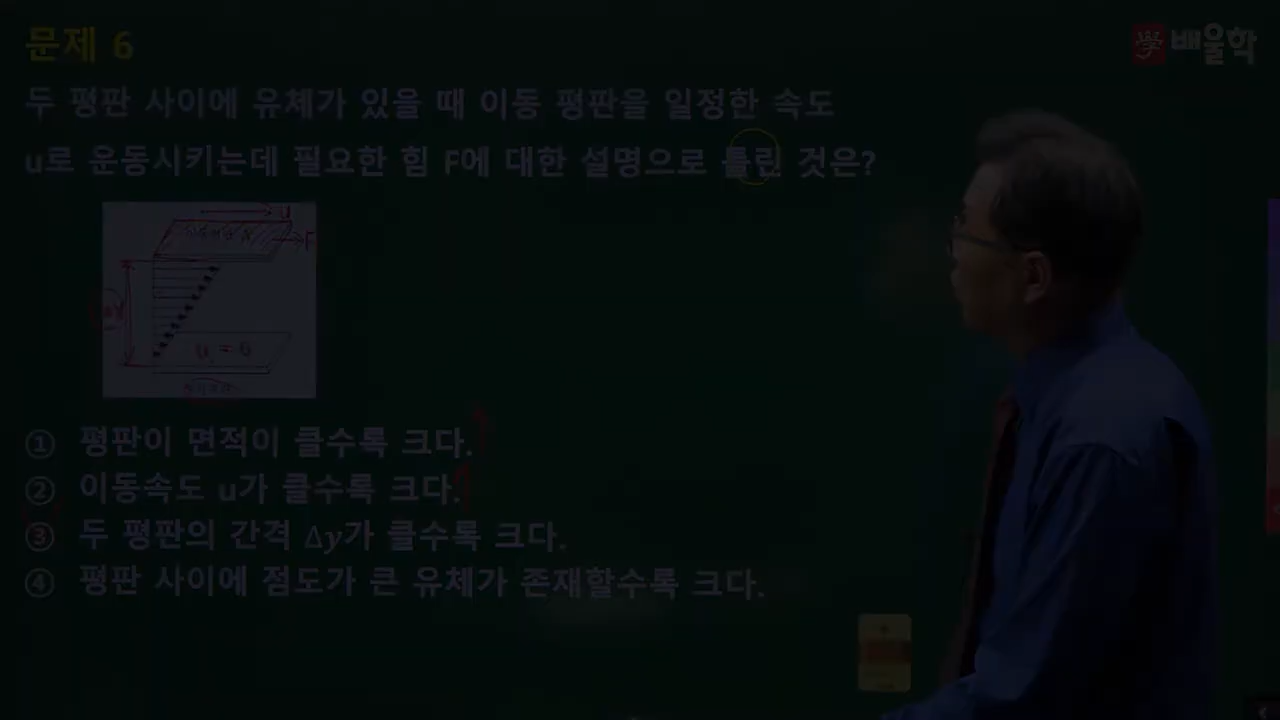 문제 6
學 배울학
두 평판 사이에 유체가 있을 때 이동 평판을 일정한 속도
u로 운동시키는데 필요한 힘 F에 대한 설명으로 틀린 것은?
u
F
u = 0
① 평판이 면적이 클수록 크다.
② 이동속도 u가 클수록 크다.
③ 두 평판의 간격 Δy가 클수록 크다.
④ 평판 사이에 점도가 큰 유체가 존재할수록 크다.